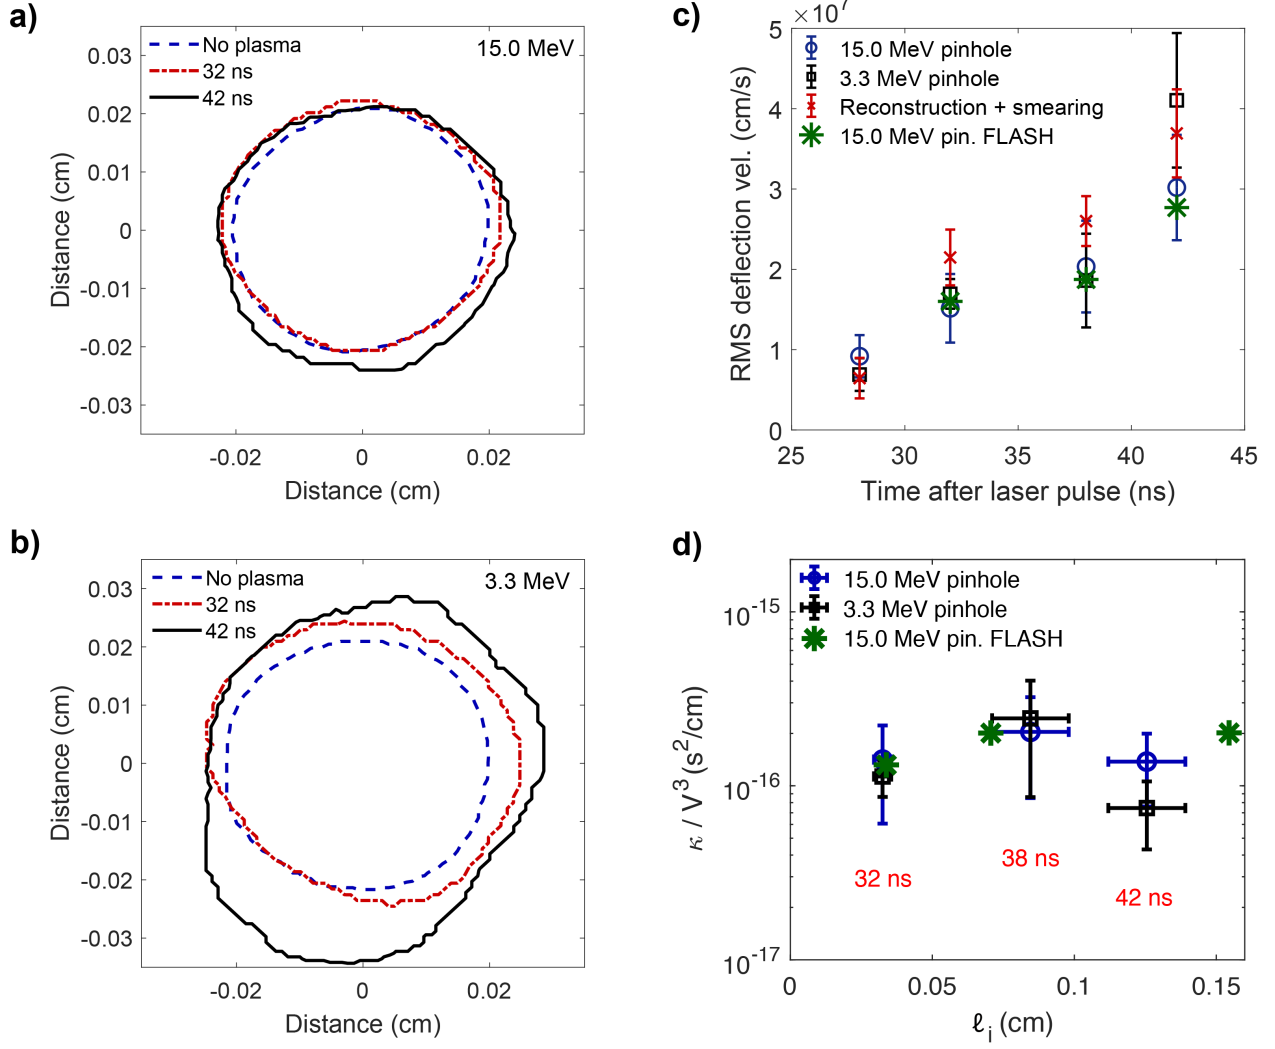 a)
No plasma
32 ns
42 ns
15.0 MeV
0.03
0.02
0.01
0
-0.01
-0.02
-0.03
Distance (cm)
-0.02
0
0.02
Distance (cm)
b)
No plasma
32 ns
42 ns
3.3 MeV
0.03
0.02
0.01
0
-0.01
-0.02
-0.03
Distance (cm)
-0.02
0
0.02
Distance (cm)
c)
×10⁷
15.0 MeV pinhole
3.3 MeV pinhole
Reconstruction + smearing
15.0 MeV pin. FLASH
5
4
3
2
1
0
RMS deflection vel. (cm/s)
25
30
35
40
45
Time after laser pulse (ns)
d)
15.0 MeV pinhole
3.3 MeV pinhole
15.0 MeV pin. FLASH
10⁻¹⁵
10⁻¹⁶
10⁻¹⁷
κ / V³ (s²/cm)
32 ns
38 ns
42 ns
0
0.05
0.1
0.15
ℓᵢ (cm)